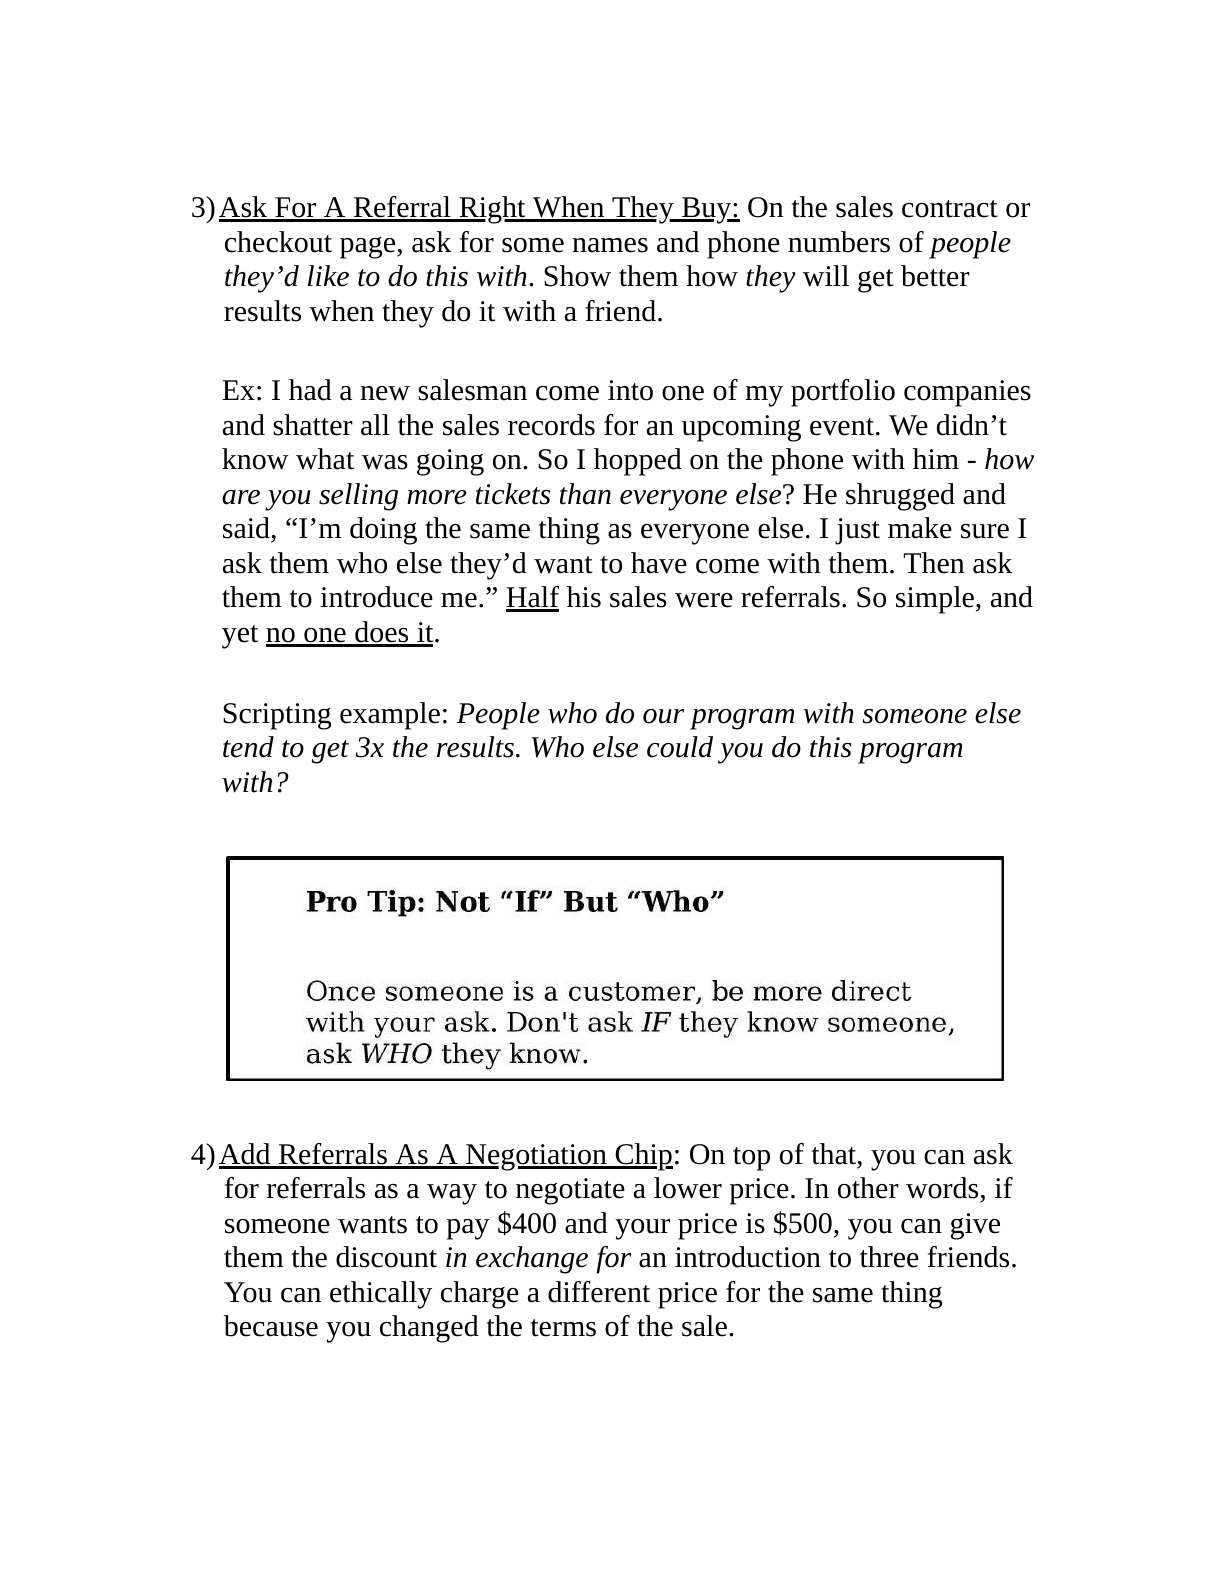 3) Ask For A Referral Right When They Buy: On the sales contract or
checkout page, ask for some names and phone numbers of people
they’d like to do this with. Show them how they will get better
results when they do it with a friend.
Ex: I had a new salesman come into one of my portfolio companies
and shatter all the sales records for an upcoming event. We didn’t
know what was going on. So I hopped on the phone with him - how
are you selling more tickets than everyone else? He shrugged and
said, “I’m doing the same thing as everyone else. I just make sure I
ask them who else they’d want to have come with them. Then ask
them to introduce me.” Half his sales were referrals. So simple, and
yet no one does it.
Scripting example: People who do our program with someone else
tend to get 3x the results. Who else could you do this program
with?
Pro Tip: Not “If” But “Who”
Once someone is a customer, be more direct
with your ask. Don't ask IF they know someone,
ask WHO they know.
4) Add Referrals As A Negotiation Chip: On top of that, you can ask
for referrals as a way to negotiate a lower price. In other words, if
someone wants to pay $400 and your price is $500, you can give
them the discount in exchange for an introduction to three friends.
You can ethically charge a different price for the same thing
because you changed the terms of the sale.